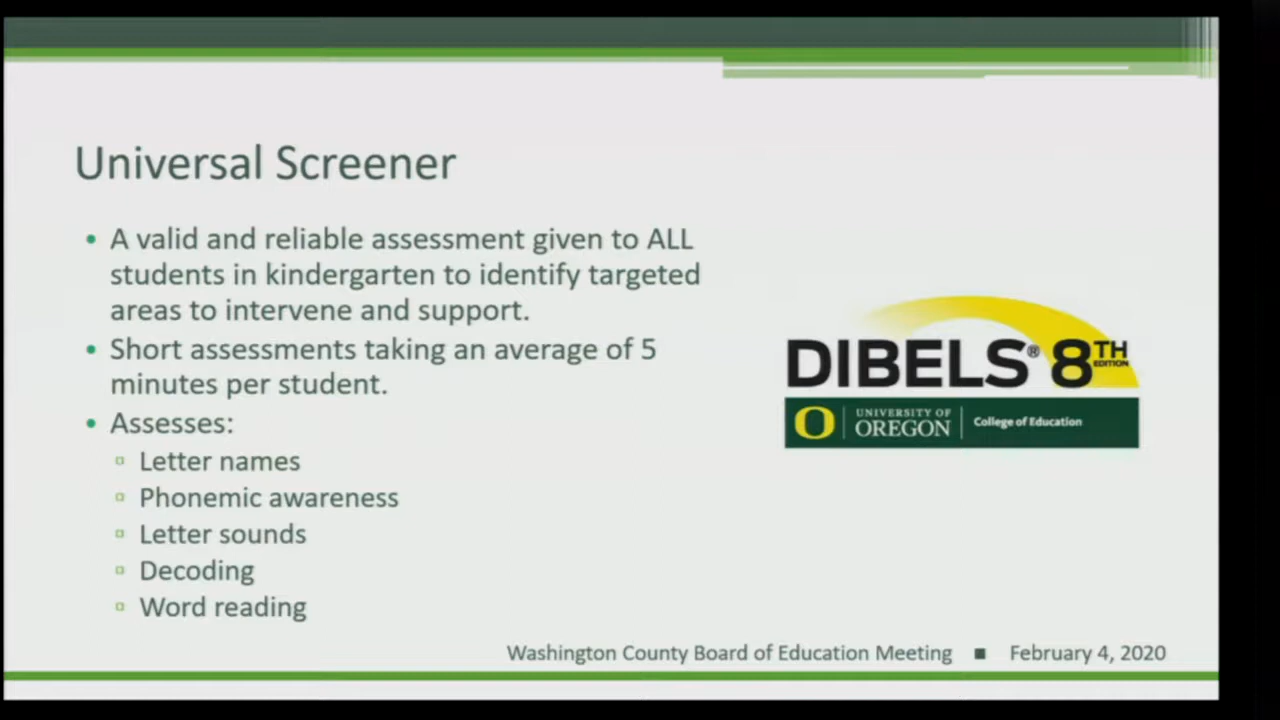 Universal Screener
• A valid and reliable assessment given to ALL
students in kindergarten to identify targeted
areas to intervene and support.
• Short assessments taking an average of 5
minutes per student.
• Assesses:
▫ Letter names
▫ Phonemic awareness
▫ Letter sounds
▫ Decoding
▫ Word reading
DIBELS® 8TH EDITION
O UNIVERSITY OF OREGON College of Education
Washington County Board of Education Meeting ■ February 4, 2020